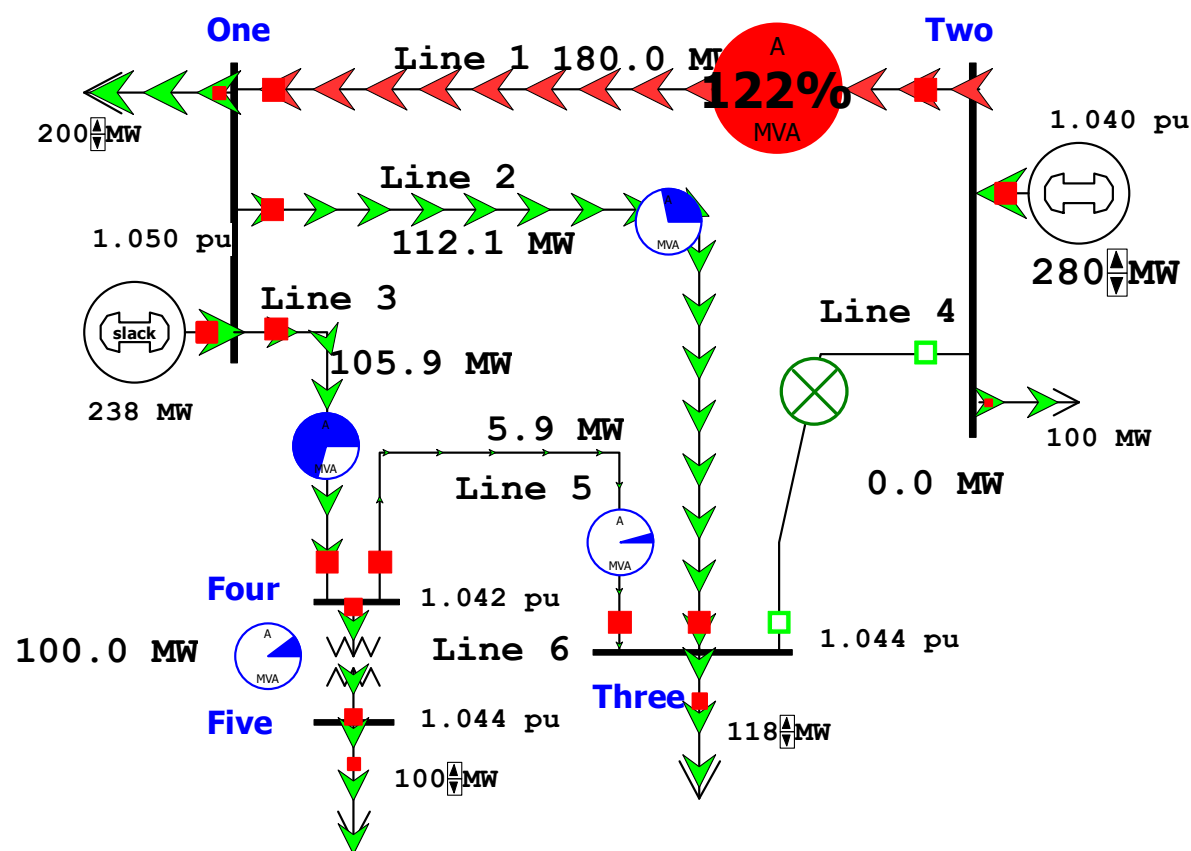 One
Two
Line 1 180.0 MW
A
122%
MVA
200 MW
1.040 pu
Line 2
A
MVA
112.1 MW
1.050 pu
280 MW
Line 3
slack
105.9 MW
Line 4
238 MW
A
MVA
5.9 MW
100 MW
Line 5
0.0 MW
A
MVA
Four
1.042 pu
A
MVA
100.0 MW
Line 6
1.044 pu
Three
Five
1.044 pu
118 MW
100 MW